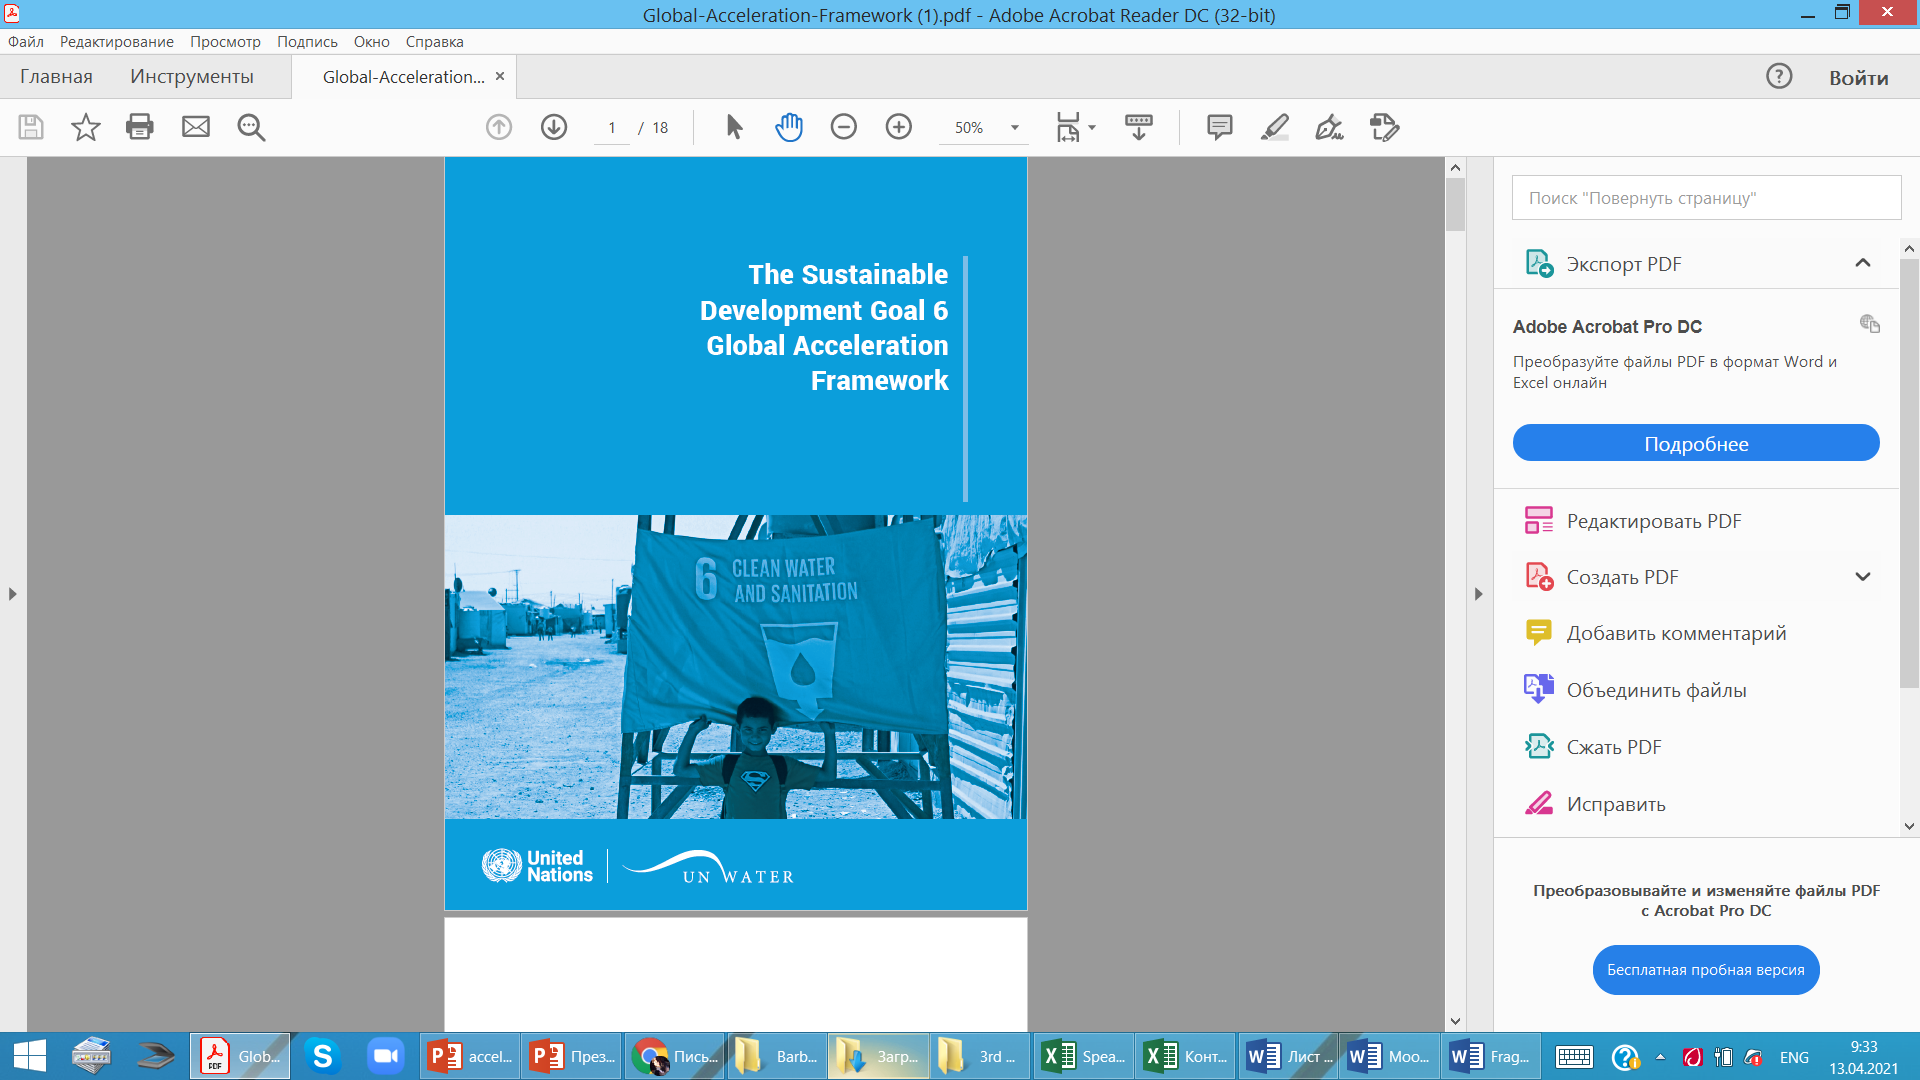 Global-Acceleration-Framework (1).pdf - Adobe Acrobat Reader DC (32-bit)
Файл Редактирование Просмотр Подпись Окно Справка
Главная Инструменты Global-Acceleration... × ? Войти
1 / 18 50%
The Sustainable
Development Goal 6
Global Acceleration
Framework
6 CLEAN WATER
AND SANITATION
United
Nations
UN WATER
Поиск "Повернуть страницу"
Экспорт PDF
Adobe Acrobat Pro DC
Преобразуйте файлы PDF в формат Word и
Excel онлайн
Подробнее
Редактировать PDF
Создать PDF
Добавить комментарий
Объединить файлы
Сжать PDF
Исправить
Преобразовывайте и изменяйте файлы PDF
с Acrobat Pro DC
Бесплатная пробная версия
Glob... accel... През... Пись... Barb... Загр... 3rd ... Spea... Конт... Лист ... Moo... Frag... ENG 9:33
13.04.2021